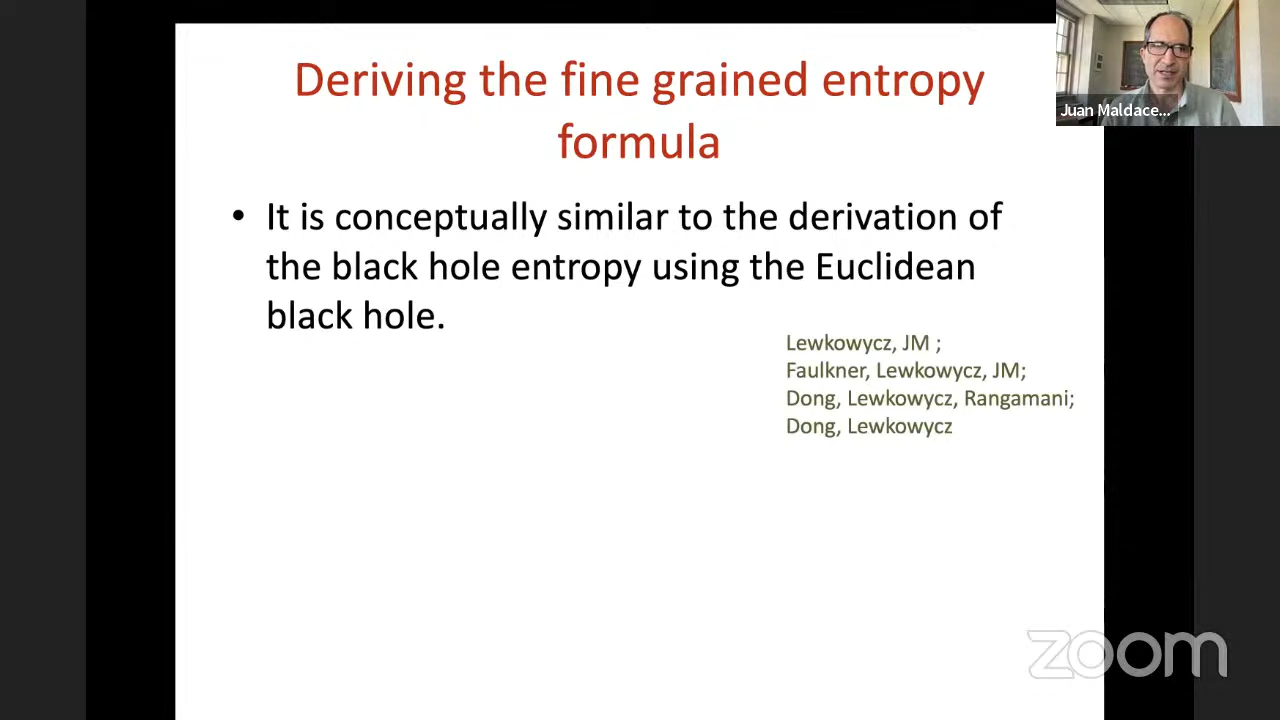 Deriving the fine grained entropy
formula
• It is conceptually similar to the derivation of
the black hole entropy using the Euclidean
black hole.
Lewkowycz, JM ;
Faulkner, Lewkowycz, JM;
Dong, Lewkowycz, Rangamani;
Dong, Lewkowycz
Juan Maldace...
zoom